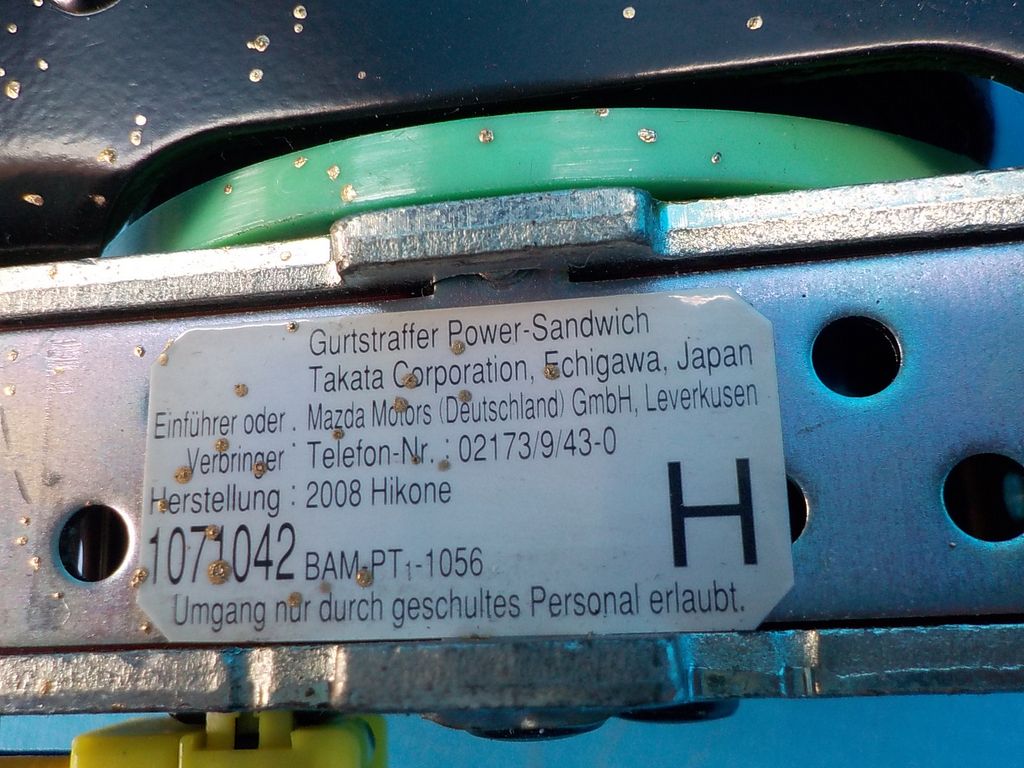 Gurtstraffer Power-Sandwich
Takata Corporation, Echigawa, Japan
Einführer oder : Mazda Motors (Deutschland) GmbH, Leverkusen
Verbringer : Telefon-Nr. : 02173/9/43-0
Herstellung : 2008 Hikone
H
1071042 BAM-PT1-1056
Umgang nur durch geschultes Personal erlaubt.